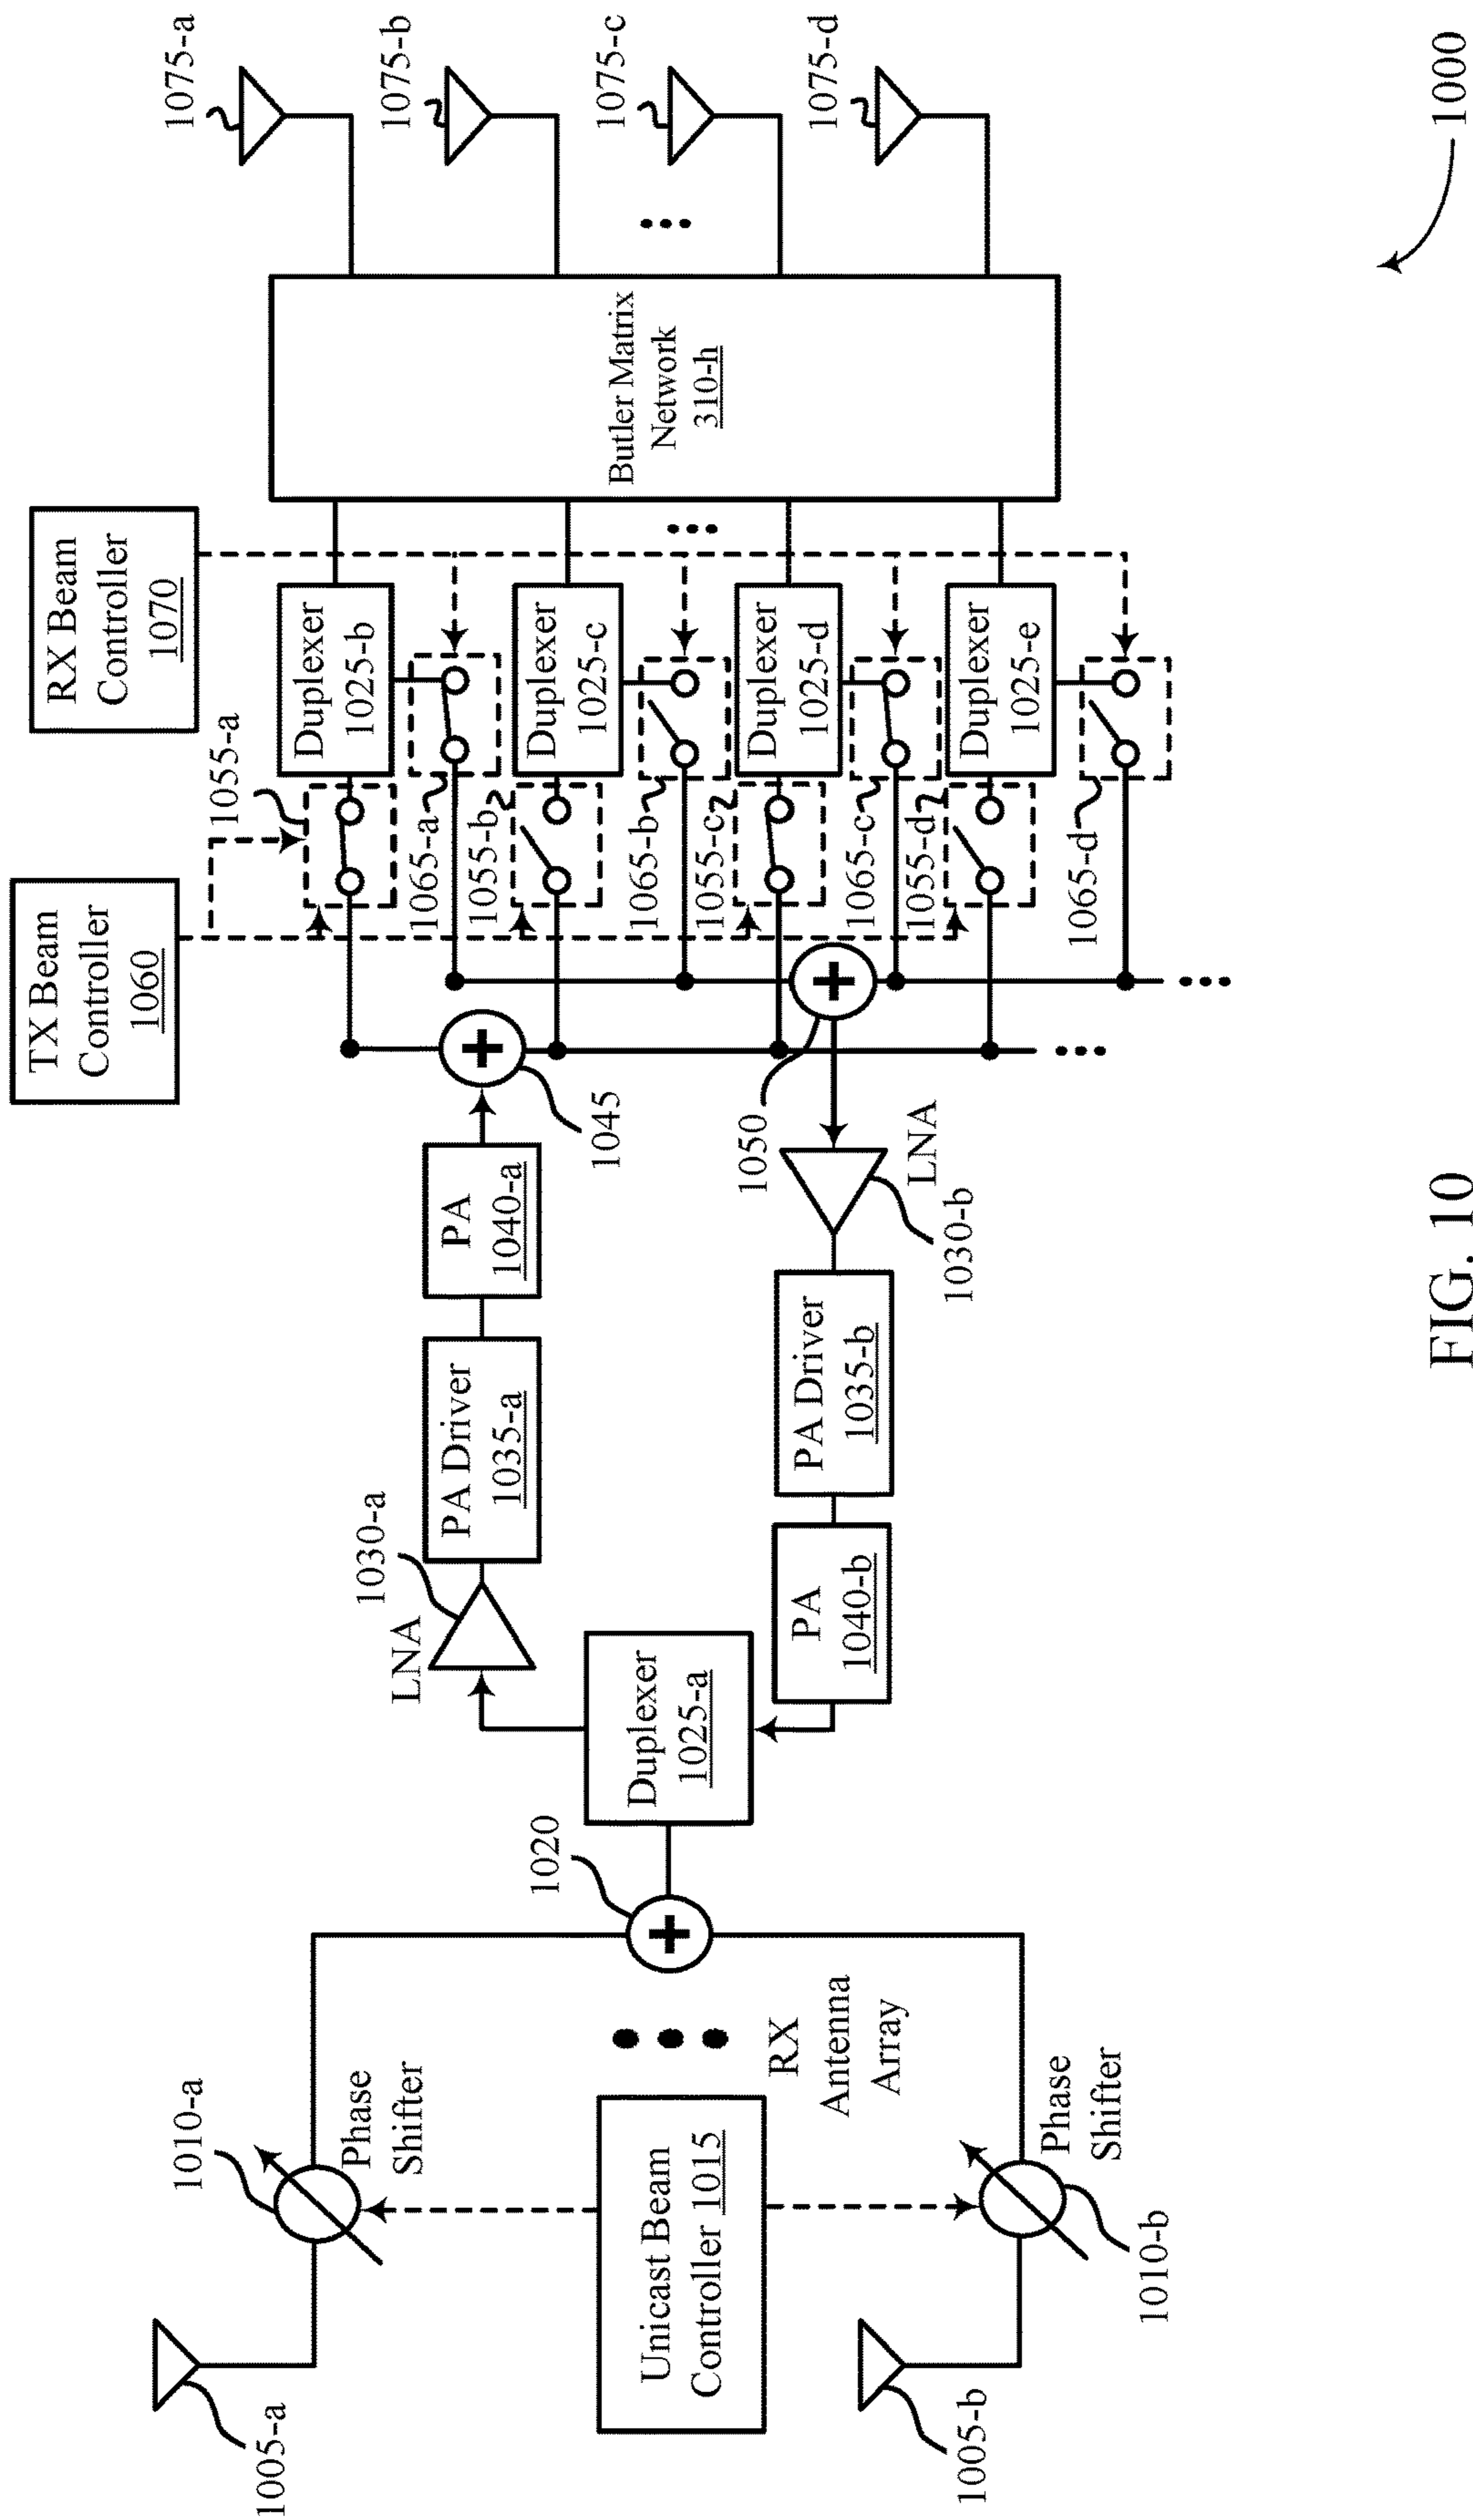 1005-a
1010-a
Phase
Shifter
Unicast Beam
Controller 1015
RX
Antenna
Array
1005-b
1010-b
Phase
Shifter
1020
Duplexer
1025-a
LNA
1030-a
PA Driver
1035-a
PA
1040-a
1045
PA
1040-b
PA Driver
1035-b
LNA
1030-b
1050
TX Beam
Controller
1060
RX Beam
Controller
1070
1055-a
1065-a
1055-b
1065-b
1055-c
1065-c
1055-d
1065-d
Duplexer
1025-b
Duplexer
1025-c
Duplexer
1025-d
Duplexer
1025-e
Butler Matrix
Network
310-h
1075-a
1075-b
1075-c
1075-d
1000
FIG. 10